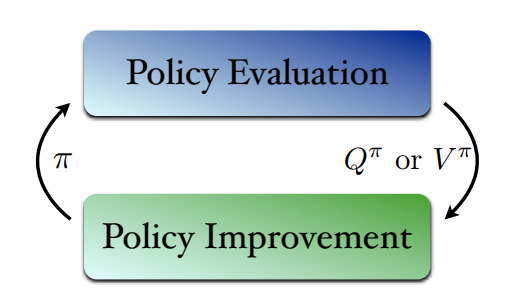 Policy Evaluation
π
Q^π or V^π
Policy Improvement